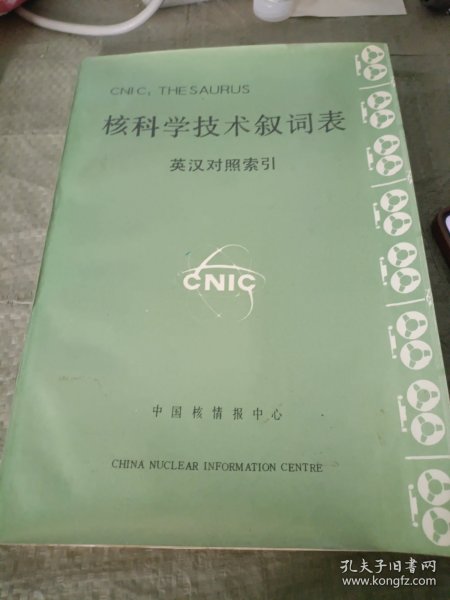 CNIC, THESAURUS
核科学技术叙词表
英汉对照索引
CNIC
中国核情报中心
CHINA NUCLEAR INFORMATION CENTRE
孔夫子旧书网
www.kongfz.com